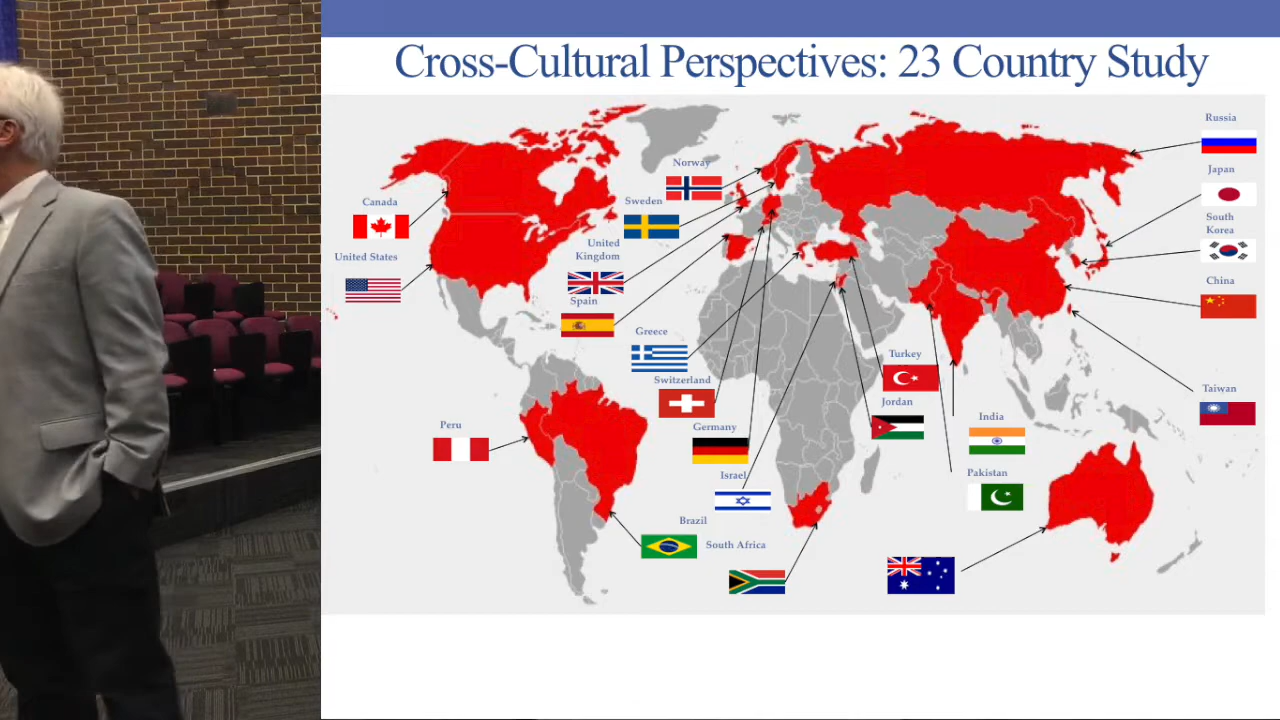 Cross-Cultural Perspectives: 23 Country Study
Russia
Japan
South
Korea
China
Taiwan
Norway
Sweden
United
Kingdom
Spain
Greece
Switzerland
Germany
Israel
Canada
United States
Peru
Brazil
South Africa
Turkey
Jordan
India
Pakistan